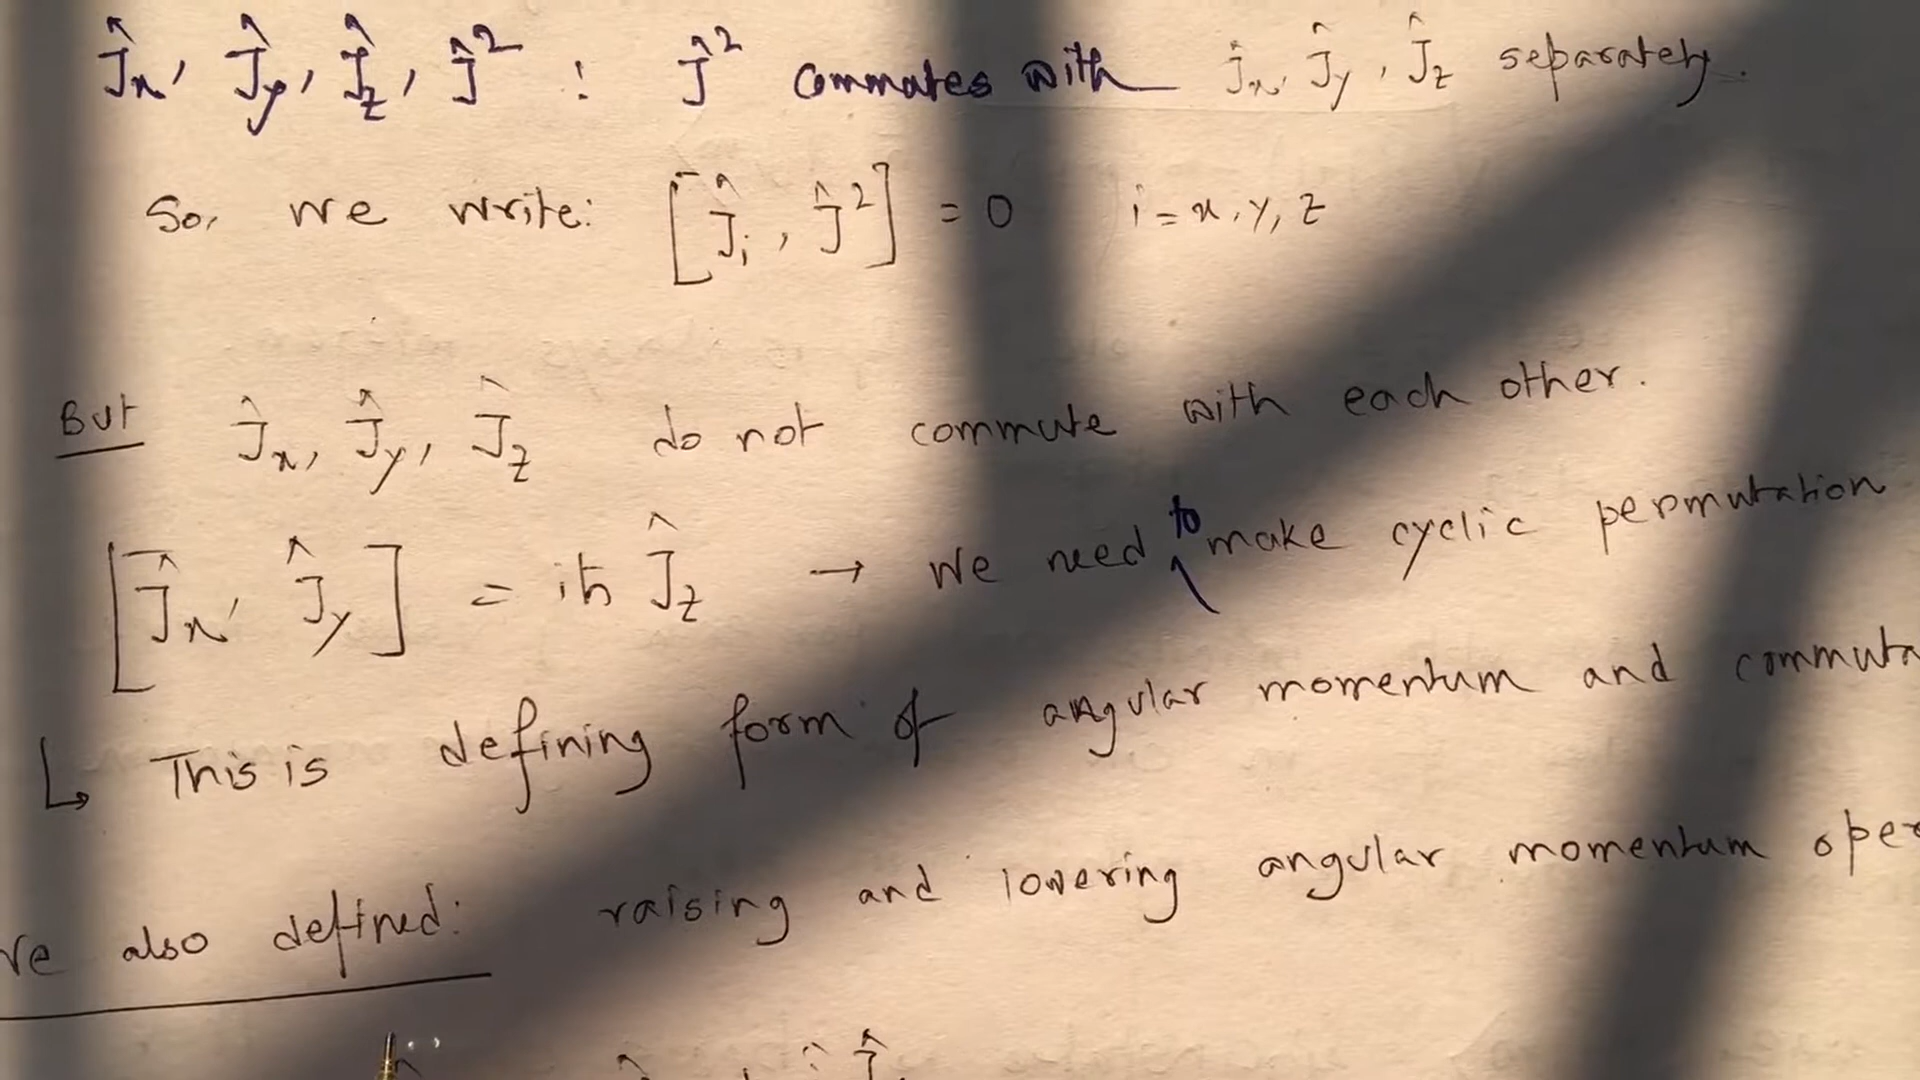 Ĵx, Ĵy, Ĵz, Ĵ² : Ĵ² commutes with Ĵx, Ĵy, Ĵz separately.
So, we write: [Ĵi, Ĵ²] = 0 i = x, y, z
But Ĵx, Ĵy, Ĵz do not commute with each other.
[Ĵx, Ĵy] = iħ Ĵz → We need to make cyclic permutation
↳ This is defining form of angular momentum and commuta
We also defined: raising and lowering angular momentum oper